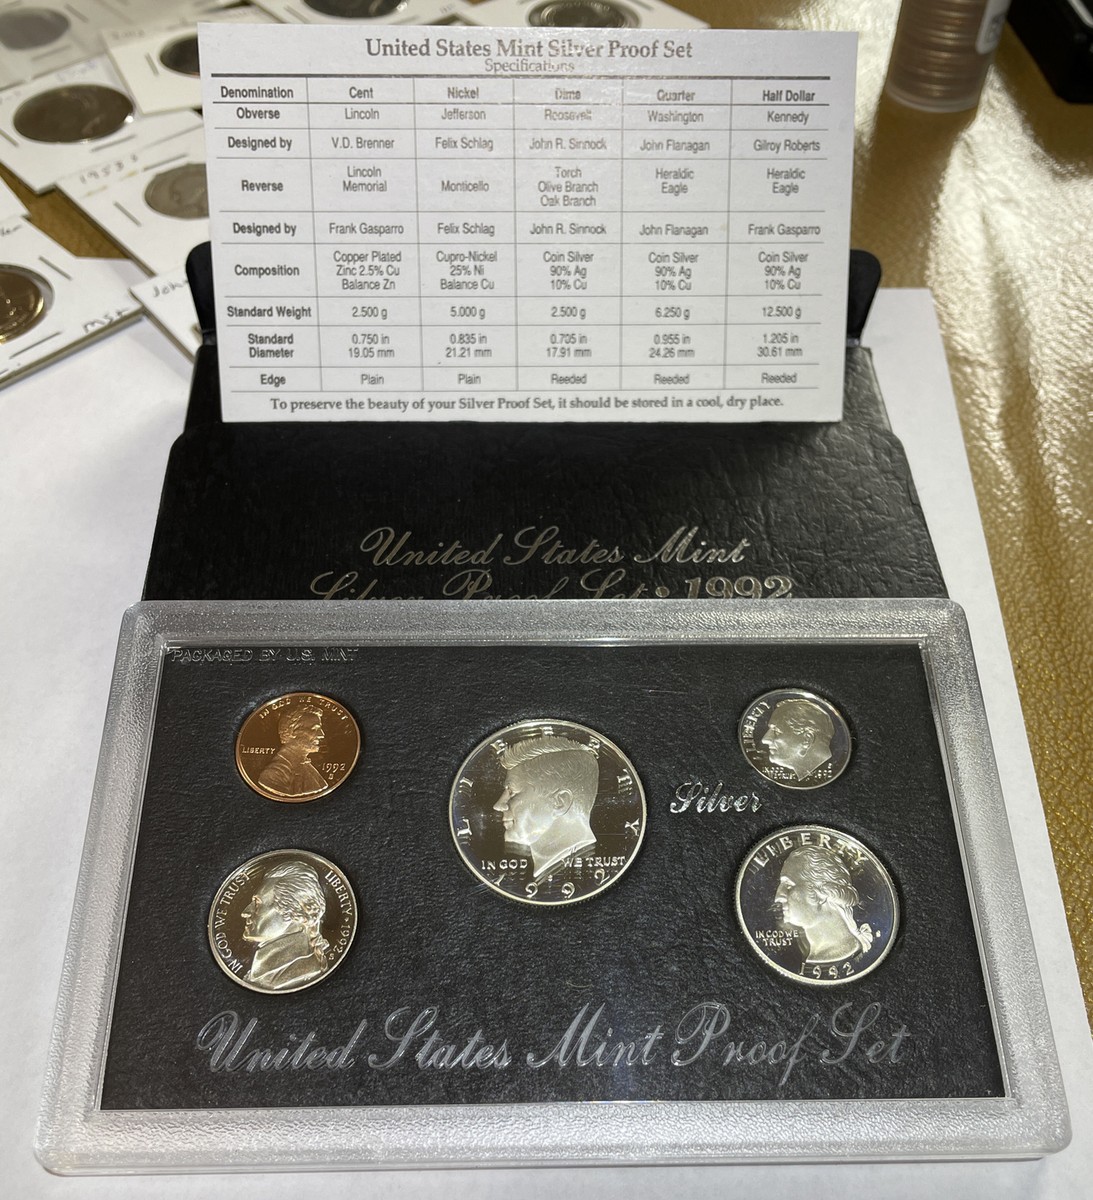 1953
MSt
United States Mint Silver Proof Set
Specifications
Denomination Cent Nickel Dime Quarter Half Dollar
Obverse Lincoln Jefferson Roosevelt Washington Kennedy
Designed by V.D. Brenner Felix Schlag John R. Sinnock John Flanagan Gilroy Roberts
Reverse Lincoln Memorial Monticello Torch Olive Branch Oak Branch Heraldic Eagle Heraldic Eagle
Designed by Frank Gasparro Felix Schlag John R. Sinnock John Flanagan Frank Gasparro
Composition Copper Plated Zinc 2.5% Cu Balance Zn Cupro-Nickel 25% Ni Balance Cu Coin Silver 90% Ag 10% Cu Coin Silver 90% Ag 10% Cu Coin Silver 90% Ag 10% Cu
Standard Weight 2.500 g 5.000 g 2.500 g 6.250 g 12.500 g
Standard Diameter 0.750 in 19.05 mm 0.835 in 21.21 mm 0.705 in 17.91 mm 0.955 in 24.26 mm 1.205 in 30.61 mm
Edge Plain Plain Reeded Reeded Reeded
To preserve the beauty of your Silver Proof Set, it should be stored in a cool, dry place.
United States Mint
Silver Proof Set • 1992
PACKAGED BY U.S. MINT
IN GOD WE TRUST
LIBERTY
1992
S
LIBERTY
IN GOD WE TRUST
1992
LIBERTY
IN GOD WE TRUST
S
1992
Silver
IN GOD WE TRUST
LIBERTY • 1992
S
LIBERTY
IN GOD WE TRUST
S
1992
United States Mint Proof Set